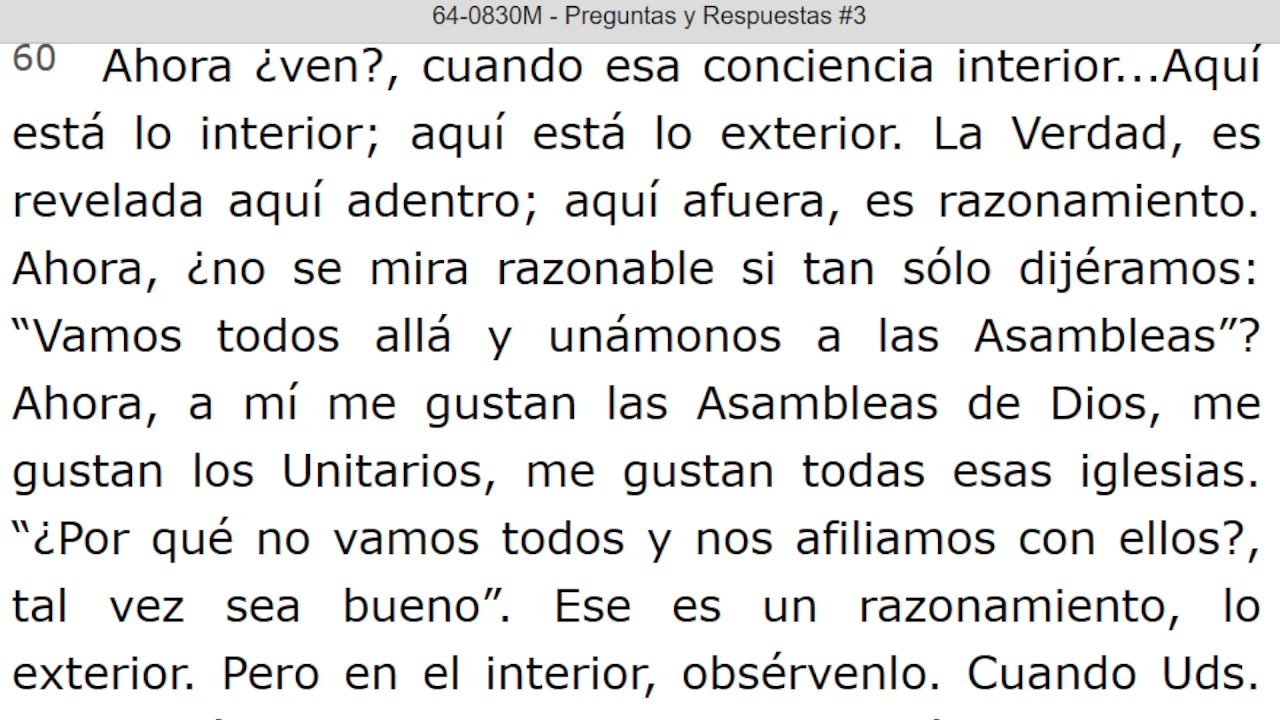 64-0830M - Preguntas y Respuestas #3
60 Ahora ¿ven?, cuando esa conciencia interior...Aquí
está lo interior; aquí está lo exterior. La Verdad, es
revelada aquí adentro; aquí afuera, es razonamiento.
Ahora, ¿no se mira razonable si tan sólo dijéramos:
“Vamos todos allá y unámonos a las Asambleas”?
Ahora, a mí me gustan las Asambleas de Dios, me
gustan los Unitarios, me gustan todas esas iglesias.
“¿Por qué no vamos todos y nos afiliamos con ellos?,
tal vez sea bueno”. Ese es un razonamiento, lo
exterior. Pero en el interior, obsérvenlo. Cuando Uds.